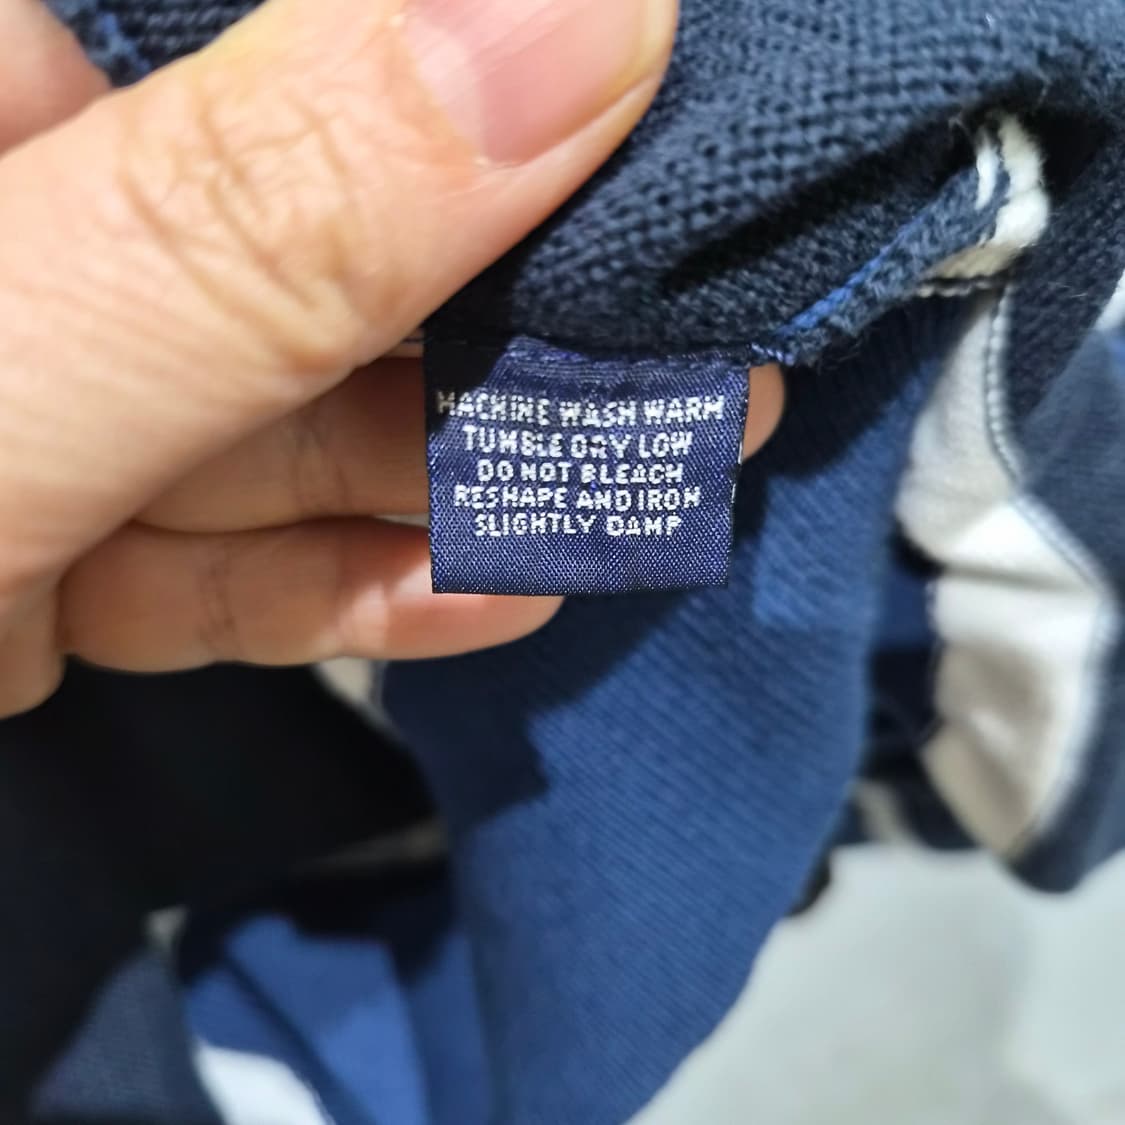 MACHINE WASH WARM
TUMBLE DRY LOW
DO NOT BLEACH
RESHAPE AND IRON
SLIGHTLY DAMP